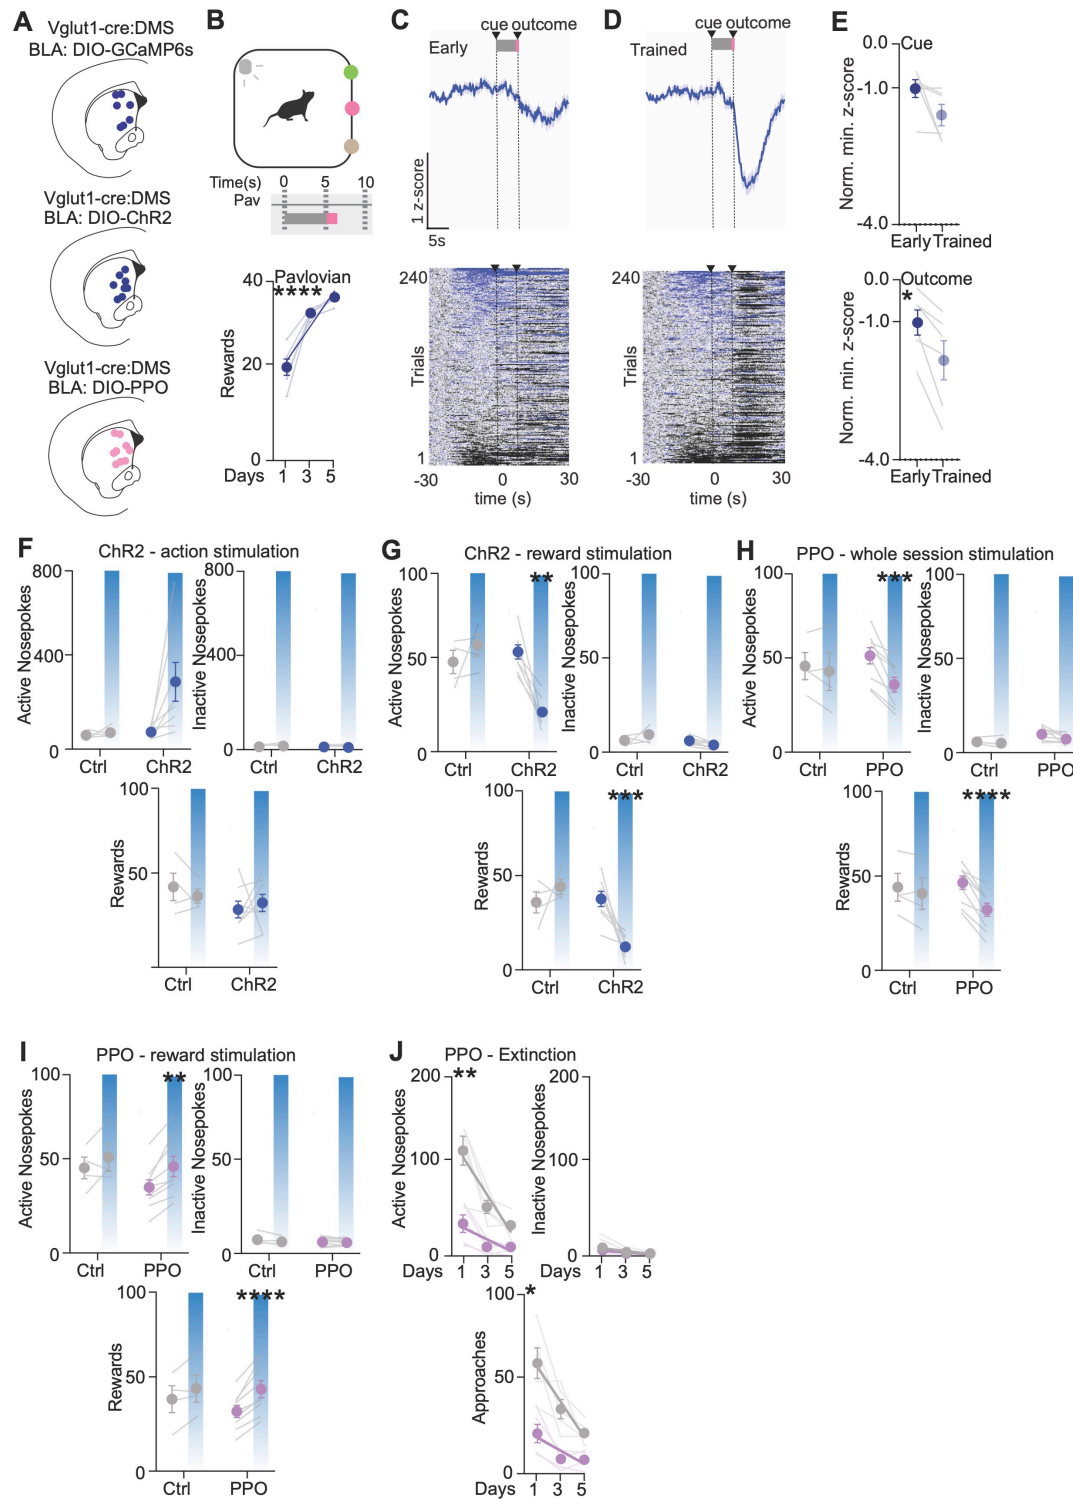 A
Vglut1-cre:DMS
BLA: DIO-GCaMP6s
Vglut1-cre:DMS
BLA: DIO-ChR2
Vglut1-cre:DMS
BLA: DIO-PPO
B
Time(s) 0 5 10
Pav
Pavlovian
****
Rewards
40
20
0
Days 1 3 5
C
cue outcome
Early
1 z-score
5s
240
Trials
1
-30 0 30
time (s)
D
cue outcome
Trained
240
Trials
1
-30 0 30
time (s)
E
Cue
Norm. min. z-score
0.0
-1.0
-4.0
Early Trained
Outcome
*
Norm. min. z-score
0.0
-1.0
-4.0
Early Trained
F
ChR2 - action stimulation
Active Nosepokes
800
400
0
Ctrl ChR2
Inactive Nosepokes
800
400
0
Ctrl ChR2
Rewards
100
50
Ctrl ChR2
G
ChR2 - reward stimulation
**
Active Nosepokes
100
50
0
Ctrl ChR2
Inactive Nosepokes
100
50
0
Ctrl ChR2
***
Rewards
100
50
0
Ctrl ChR2
H
PPO - whole session stimulation
***
Active Nosepokes
100
50
0
Ctrl PPO
Inactive Nosepokes
100
50
0
Ctrl PPO
****
Rewards
100
50
0
Ctrl PPO
I
PPO - reward stimulation
**
Active Nosepokes
100
50
0
Ctrl PPO
Inactive Nosepokes
100
50
0
Ctrl PPO
****
Rewards
100
50
0
Ctrl PPO
J
PPO - Extinction
**
Active Nosepokes
200
100
0
Days 1 3 5
Inactive Nosepokes
200
100
0
Days 1 3 5
*
Approaches
100
50
0
Days 1 3 5